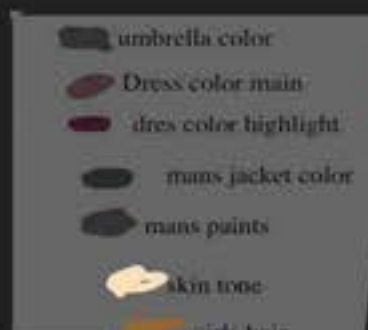 umbrella color
Dress color main
dres color highlight
mans jacket color
mans paints
skin tone